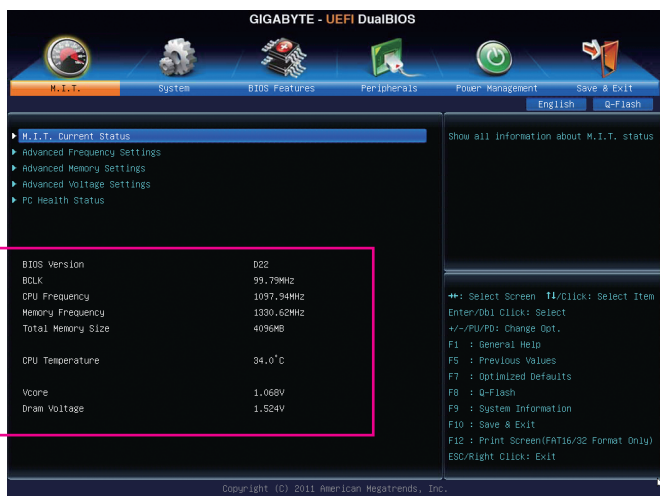 GIGABYTE - UEFI DualBIOS
M.I.T. System BIOS Features Peripherals Power Management Save & Exit
English Q-Flash
M.I.T. Current Status
Advanced Frequency Settings
Advanced Memory Settings
Advanced Voltage Settings
PC Health Status
Show all information about M.I.T. status
BIOS Version D22
BCLK 99.79MHz
CPU Frequency 1097.94MHz
Memory Frequency 1330.62MHz
Total Memory Size 4096MB
CPU Temperature 34.0°C
Vcore 1.068V
Dram Voltage 1.524V
→←: Select Screen ↑↓/Click: Select Item
Enter/Dbl Click: Select
+/-/PU/PD: Change Opt.
F1 : General Help
F5 : Previous Values
F7 : Optimized Defaults
F8 : Q-Flash
F9 : System Information
F10 : Save & Exit
F12 : Print Screen(FAT16/32 Format Only)
ESC/Right Click: Exit
Copyright (C) 2011 American Megatrends, Inc.